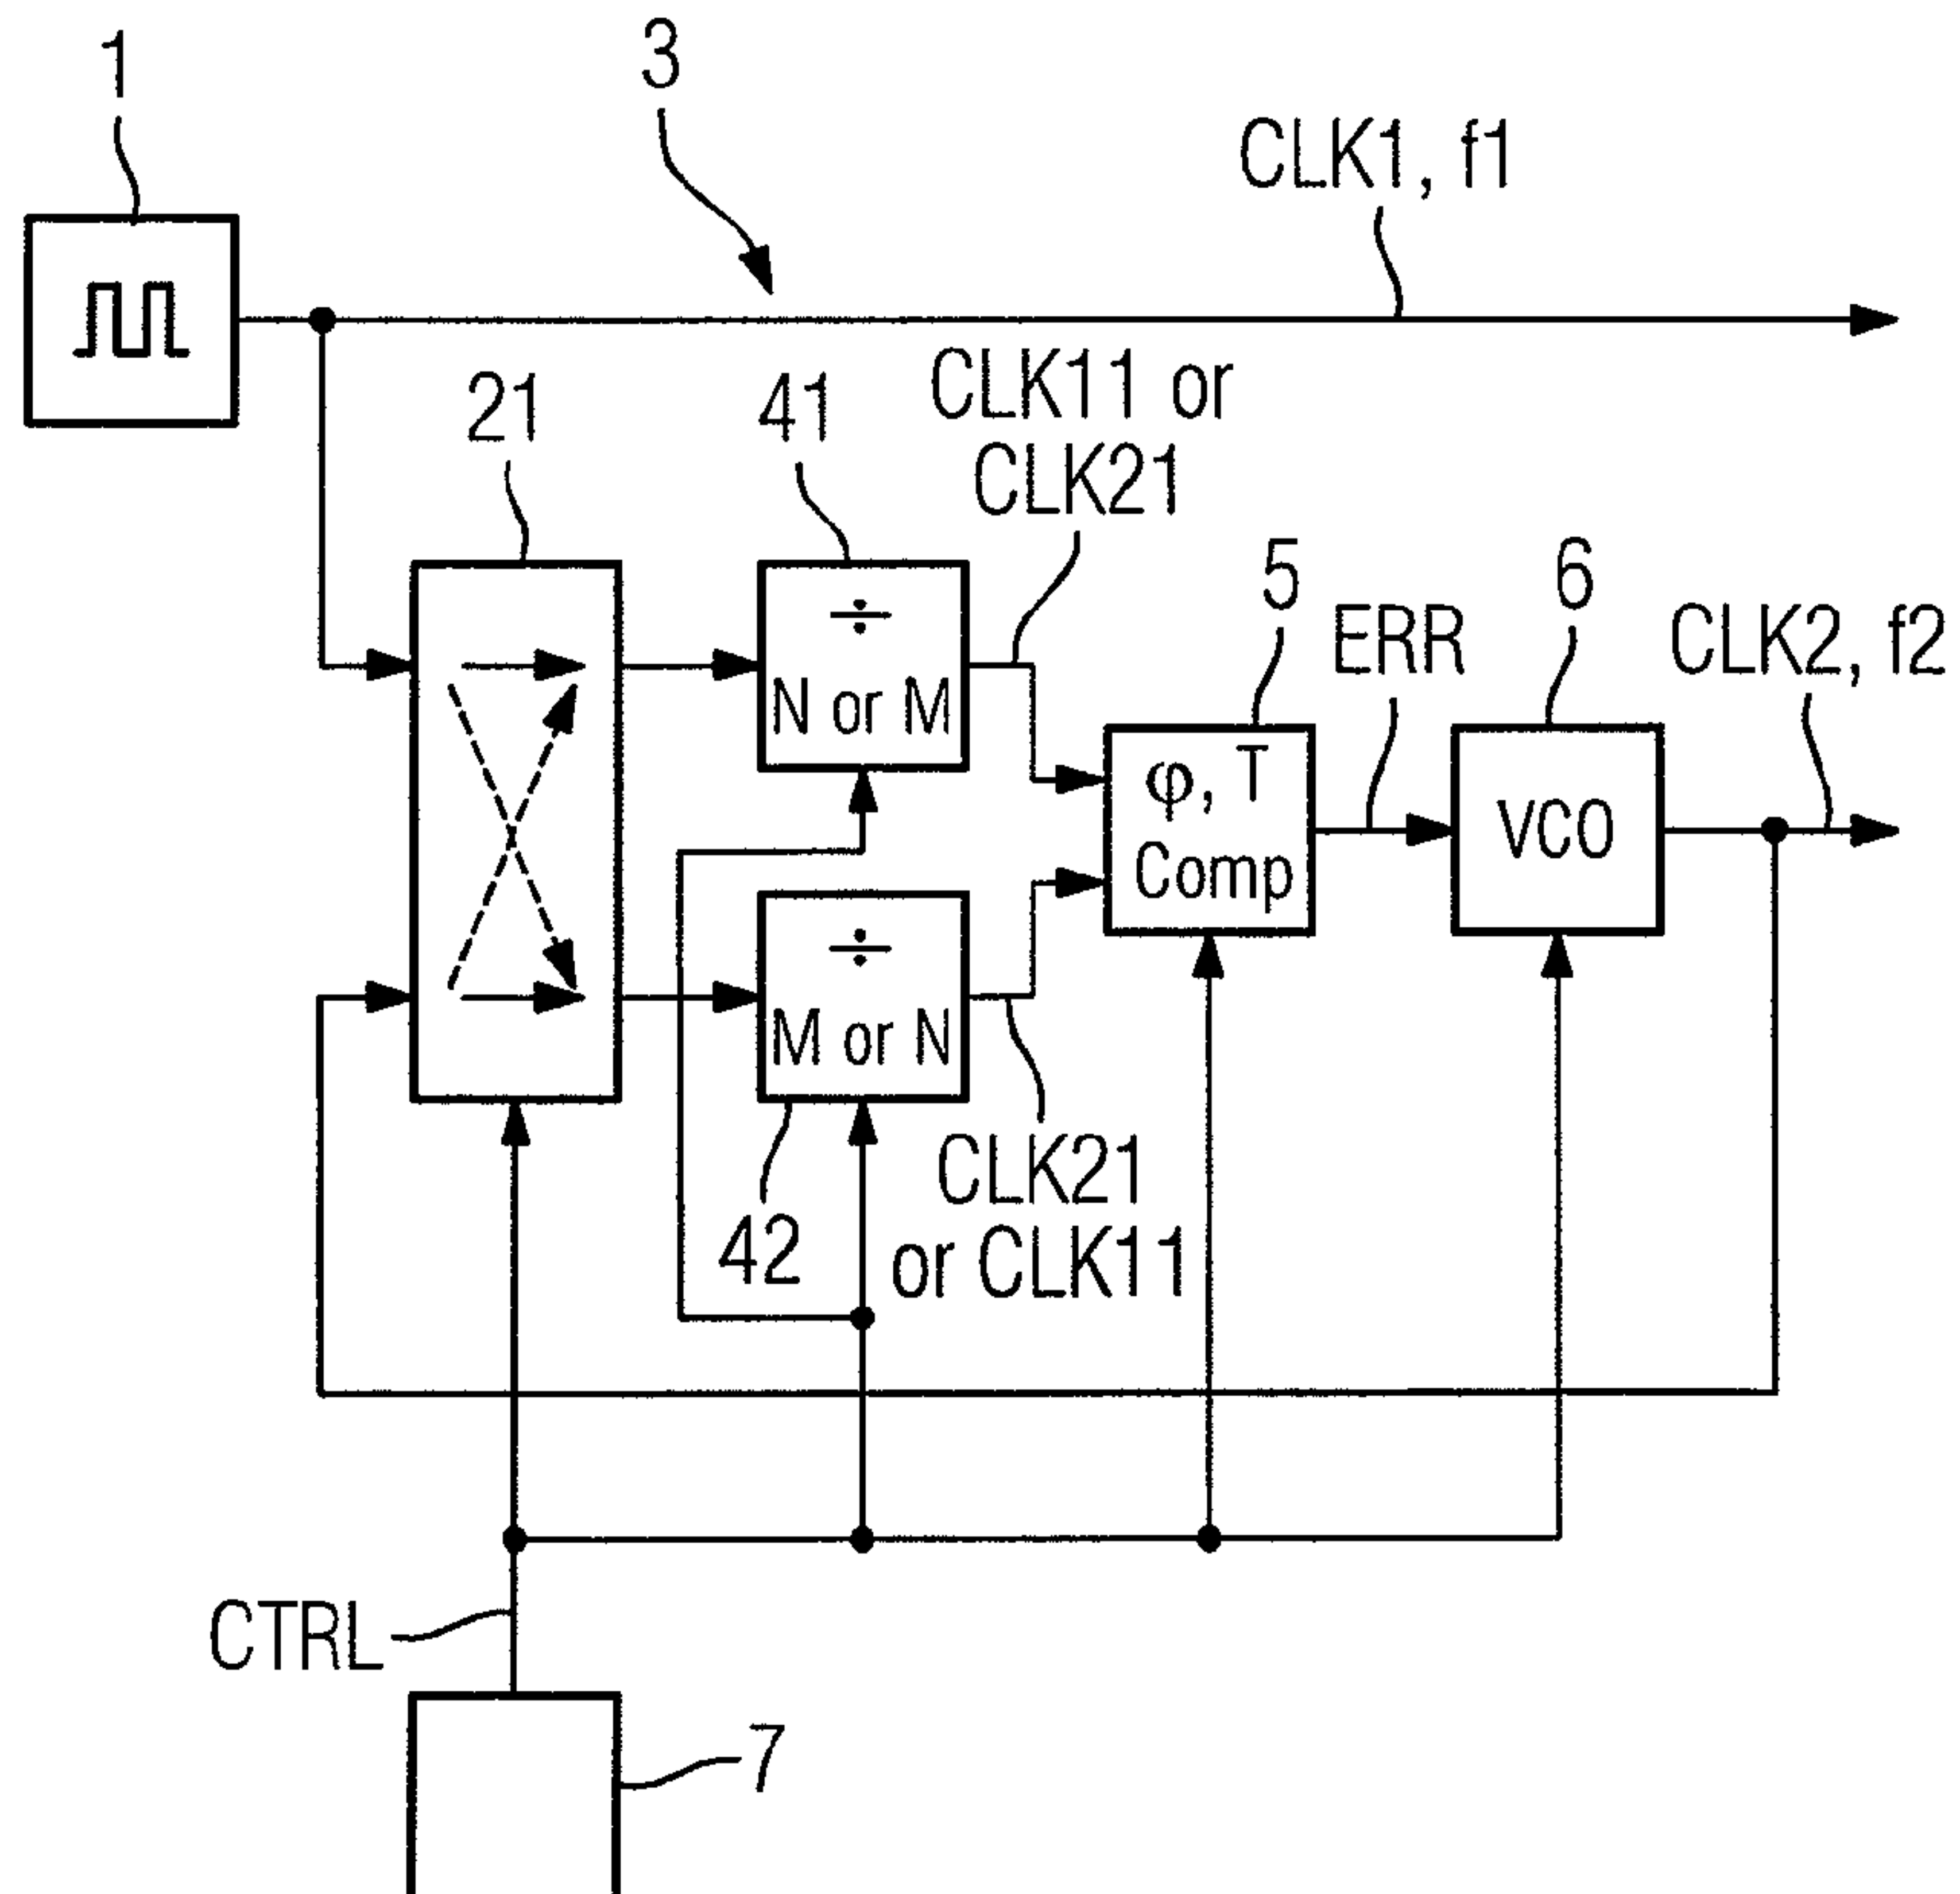 1
3
CLK1, f1
21
41
CLK11 or
CLK21
5
ERR
6
CLK2, f2
÷
N or M
φ, T
Comp
VCO
÷
M or N
42
CLK21
or CLK11
CTRL
7